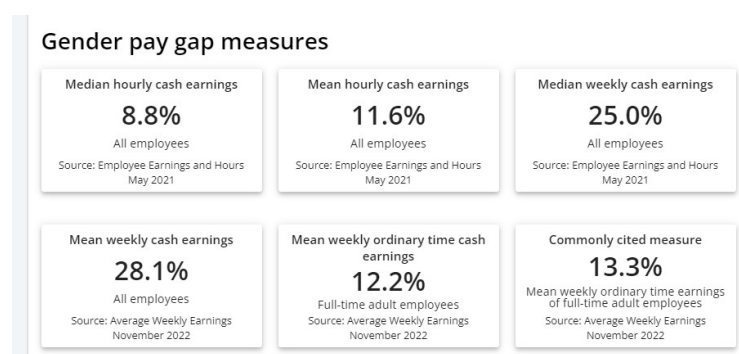 Gender pay gap measures
Median hourly cash earnings
8.8%
All employees
Source: Employee Earnings and Hours
May 2021
Mean hourly cash earnings
11.6%
All employees
Source: Employee Earnings and Hours
May 2021
Median weekly cash earnings
25.0%
All employees
Source: Employee Earnings and Hours
May 2021
Mean weekly cash earnings
28.1%
All employees
Source: Average Weekly Earnings
November 2022
Mean weekly ordinary time cash
earnings
12.2%
Full-time adult employees
Source: Average Weekly Earnings
November 2022
Commonly cited measure
13.3%
Mean weekly ordinary time earnings
of full-time adult employees
Source: Average Weekly Earnings
November 2022